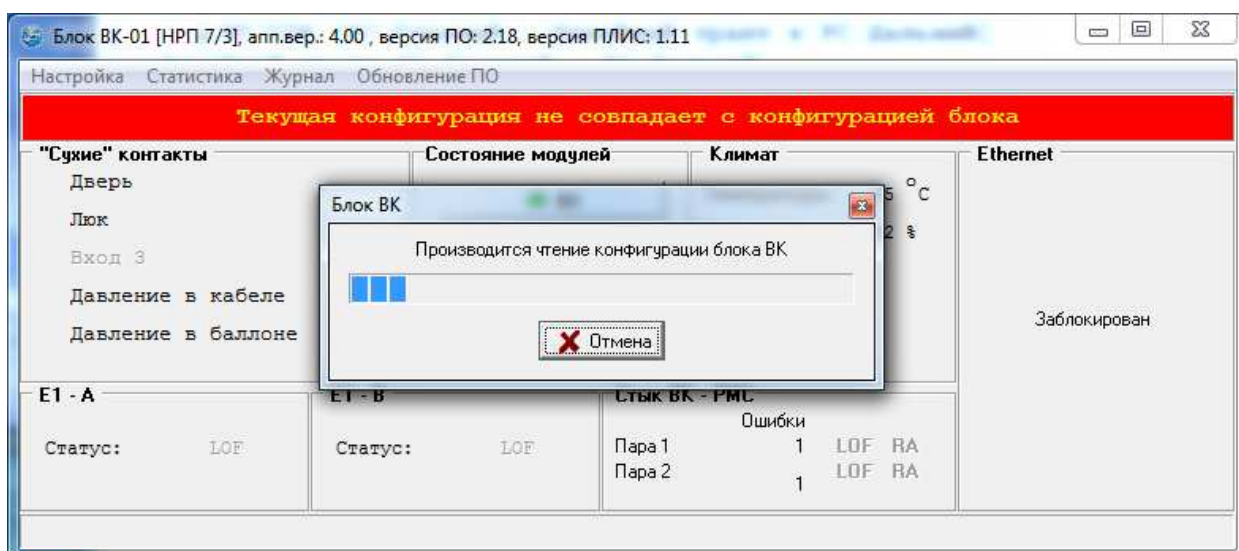 Блок ВК-01 [НРП 7/3], апп.вер.: 4.00 , версия ПО: 2.18, версия ПЛИС: 1.11
Настройка Статистика Журнал Обновление ПО
Текущая конфигурация не совпадает с конфигурацией блока
"Сухие" контакты
Состояние модулей
Климат
Ethernet
Дверь
Люк
Вход 3
Давление в кабеле
Давление в баллоне
5 °C
2 %
Блок ВК
Производится чтение конфигурации блока ВК
Отмена
Заблокирован
E1 - A
E1 - B
Стык ВК - РМС
Ошибки
Статус: LOF
Статус: LOF
Пара 1 1 LOF RA
Пара 2 1 LOF RA